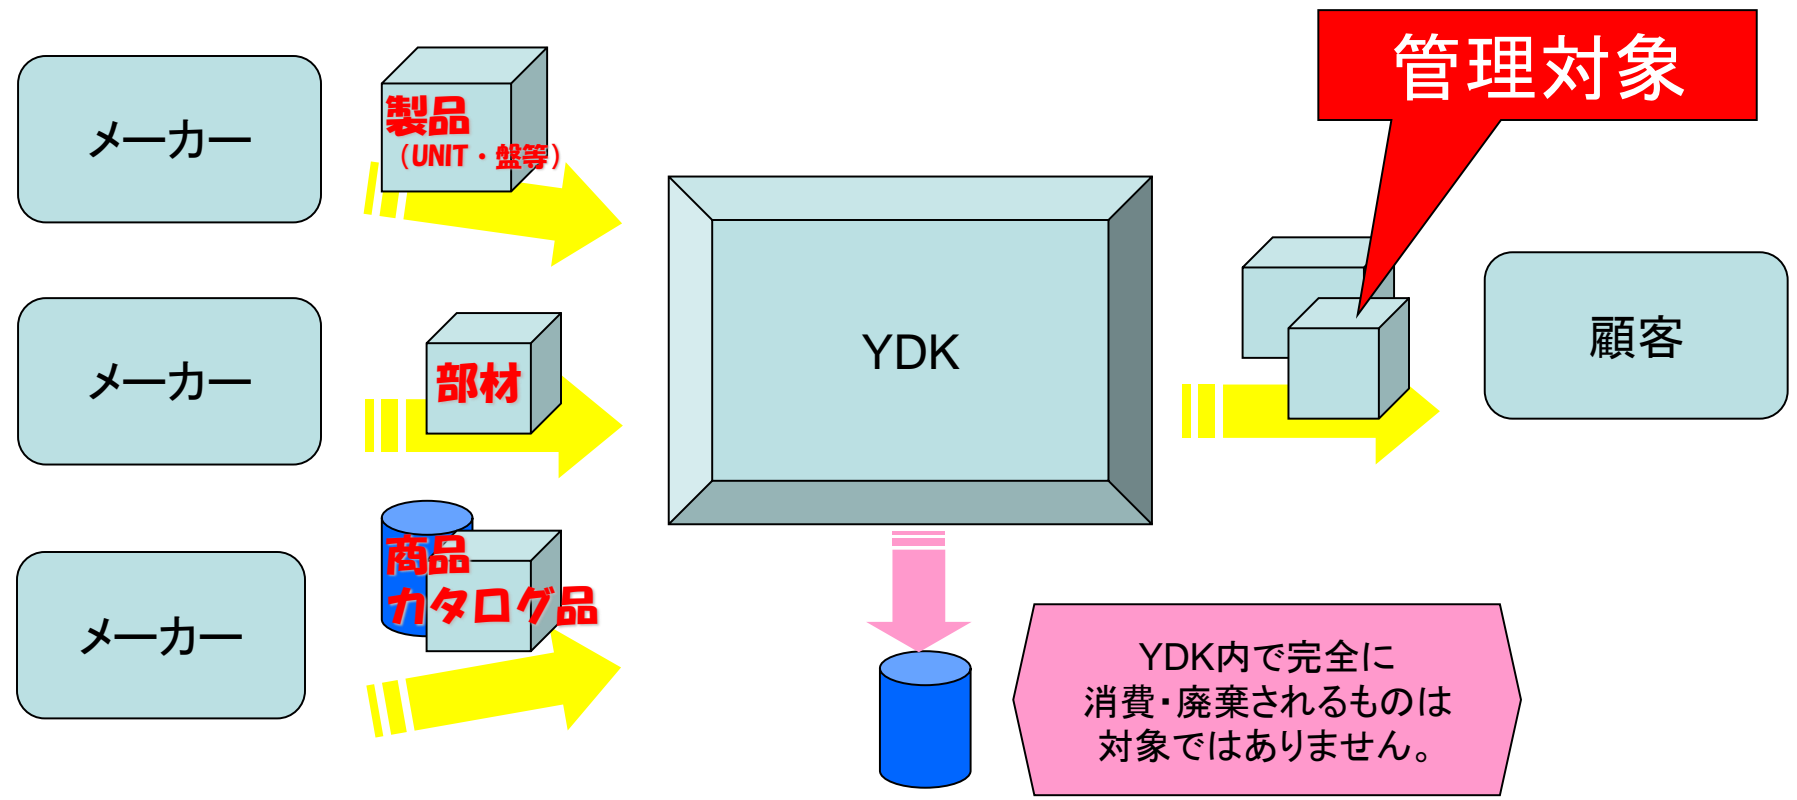 管理対象
メーカー
製品
（UNIT・盤等）
メーカー
部材
YDK
顧客
メーカー
商品
カタログ品
YDK内で完全に
消費・廃棄されるものは
対象ではありません。